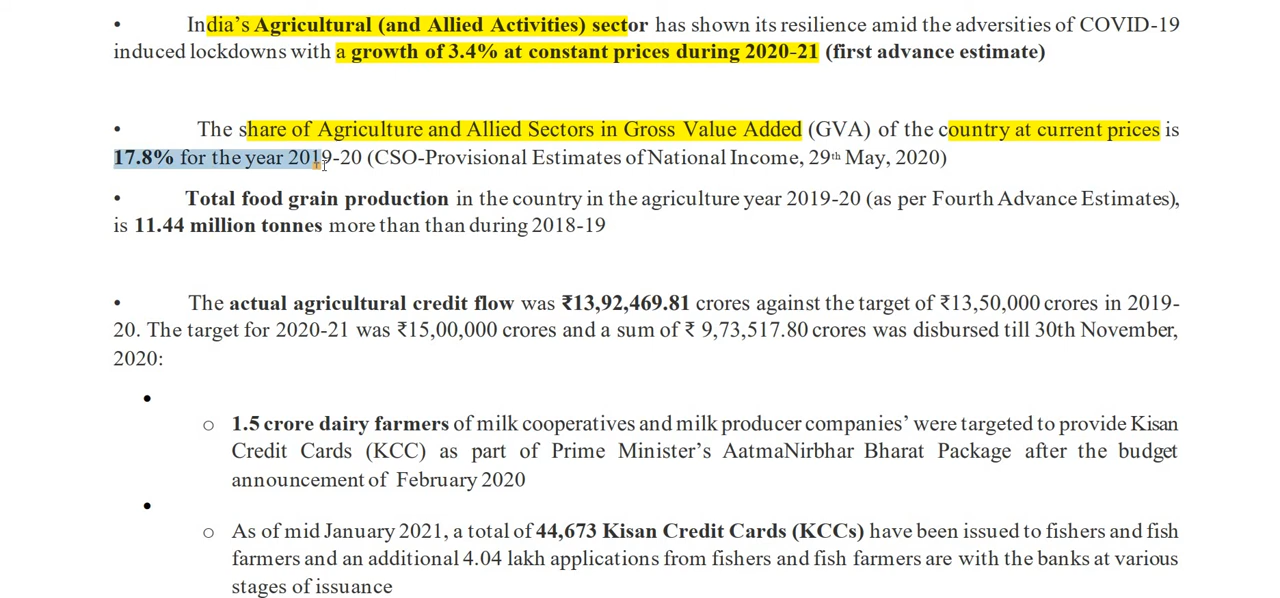 • India’s Agricultural (and Allied Activities) sector has shown its resilience amid the adversities of COVID-19
induced lockdowns with a growth of 3.4% at constant prices during 2020-21 (first advance estimate)
• The share of Agriculture and Allied Sectors in Gross Value Added (GVA) of the country at current prices is
17.8% for the year 2019-20 (CSO-Provisional Estimates of National Income, 29th May, 2020)
• Total food grain production in the country in the agriculture year 2019-20 (as per Fourth Advance Estimates),
is 11.44 million tonnes more than than during 2018-19
• The actual agricultural credit flow was ₹13,92,469.81 crores against the target of ₹13,50,000 crores in 2019-
20. The target for 2020-21 was ₹15,00,000 crores and a sum of ₹ 9,73,517.80 crores was disbursed till 30th November,
2020:
•
○ 1.5 crore dairy farmers of milk cooperatives and milk producer companies’ were targeted to provide Kisan
Credit Cards (KCC) as part of Prime Minister’s AatmaNirbhar Bharat Package after the budget
announcement of February 2020
•
○ As of mid January 2021, a total of 44,673 Kisan Credit Cards (KCCs) have been issued to fishers and fish
farmers and an additional 4.04 lakh applications from fishers and fish farmers are with the banks at various
stages of issuance